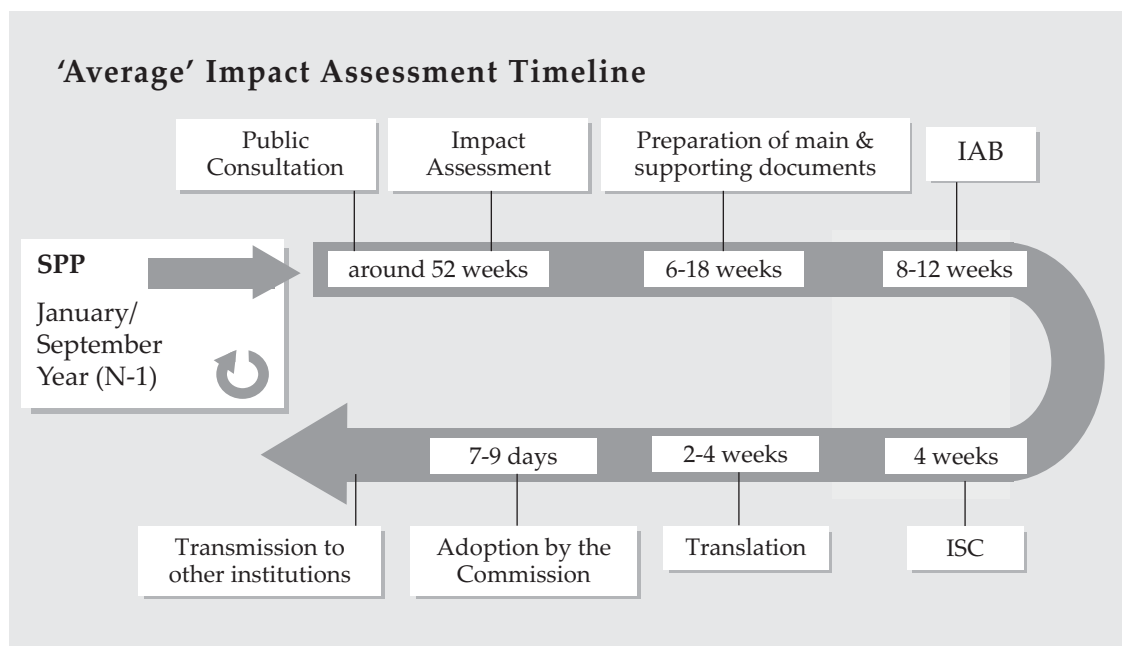 ‘Average’ Impact Assessment Timeline
Public
Consultation
Impact
Assessment
Preparation of main &
supporting documents
IAB
SPP
January/
September
Year (N-1)
around 52 weeks
6-18 weeks
8-12 weeks
7-9 days
2-4 weeks
4 weeks
Transmission to
other institutions
Adoption by the
Commission
Translation
ISC